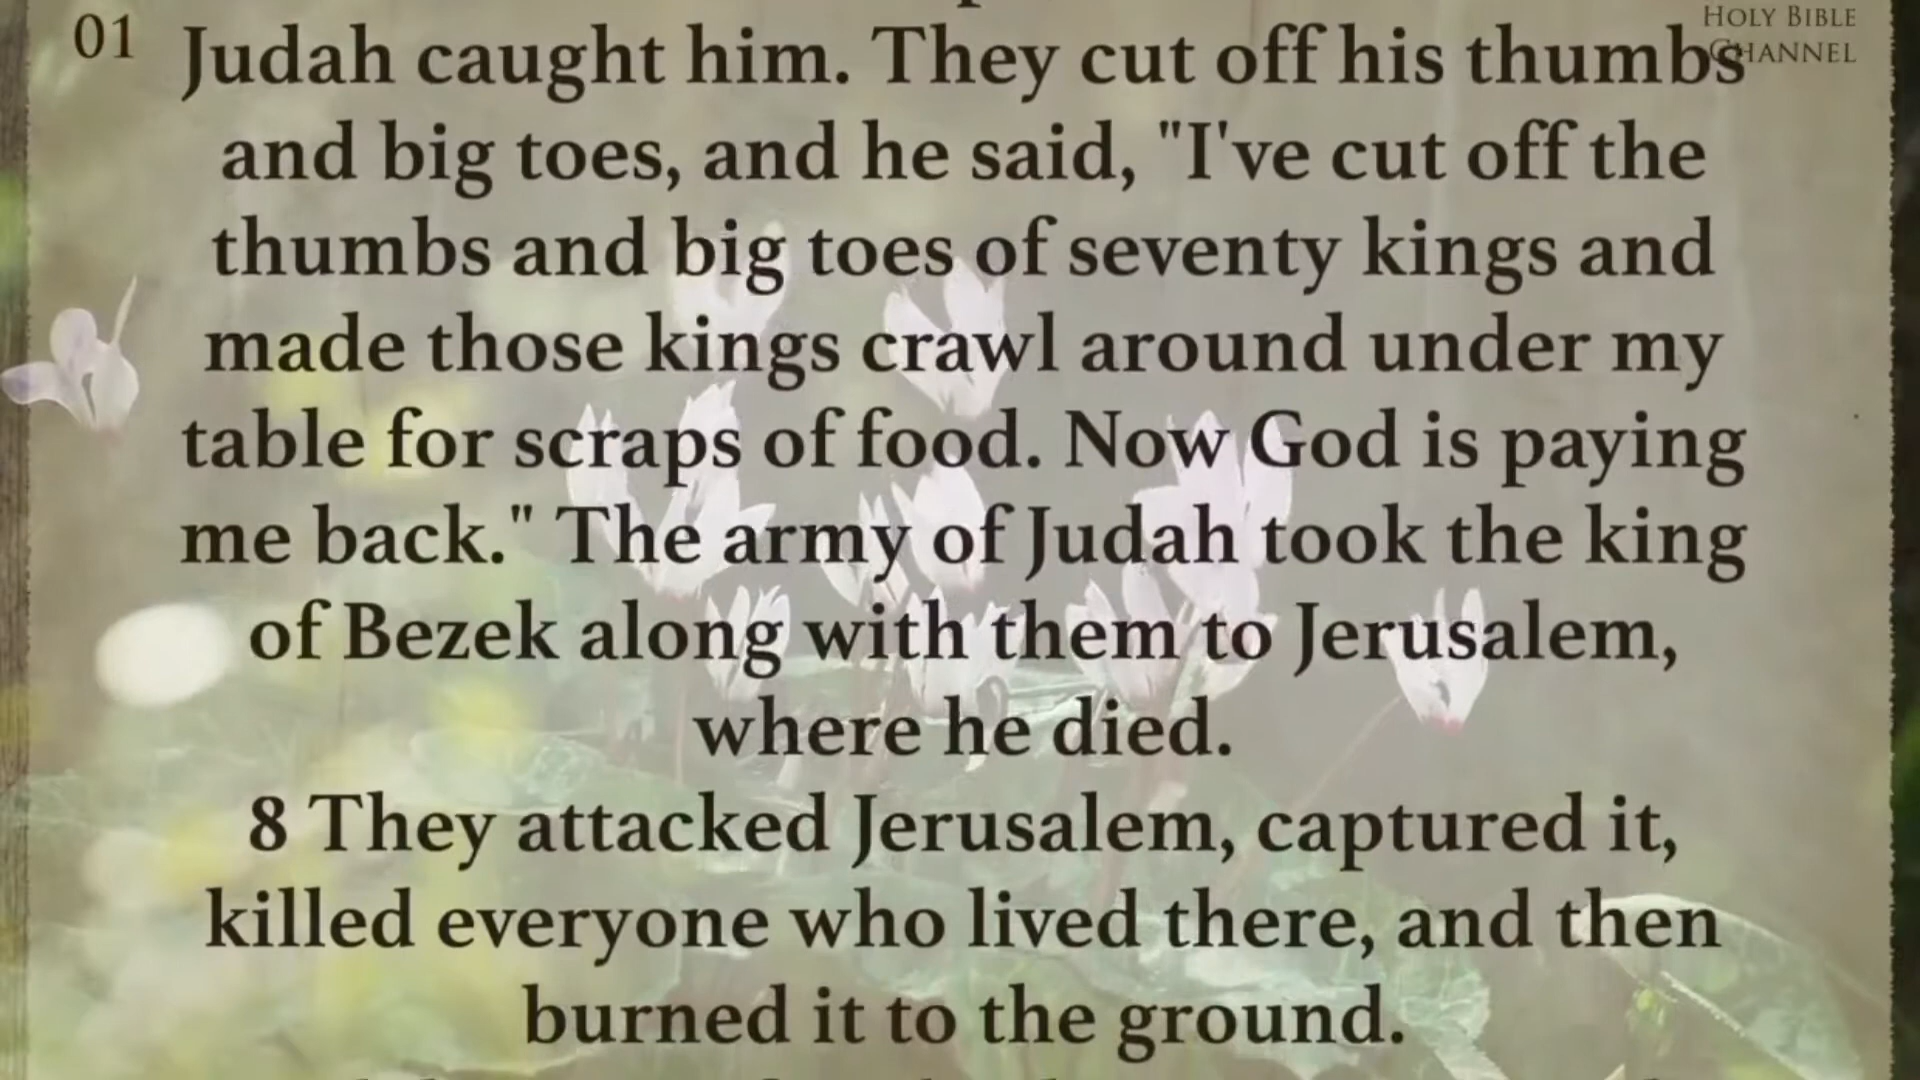 01
HOLY BIBLE
CHANNEL
Judah caught him. They cut off his thumbs
and big toes, and he said, "I've cut off the
thumbs and big toes of seventy kings and
made those kings crawl around under my
table for scraps of food. Now God is paying
me back." The army of Judah took the king
of Bezek along with them to Jerusalem,
where he died.
8 They attacked Jerusalem, captured it,
killed everyone who lived there, and then
burned it to the ground.